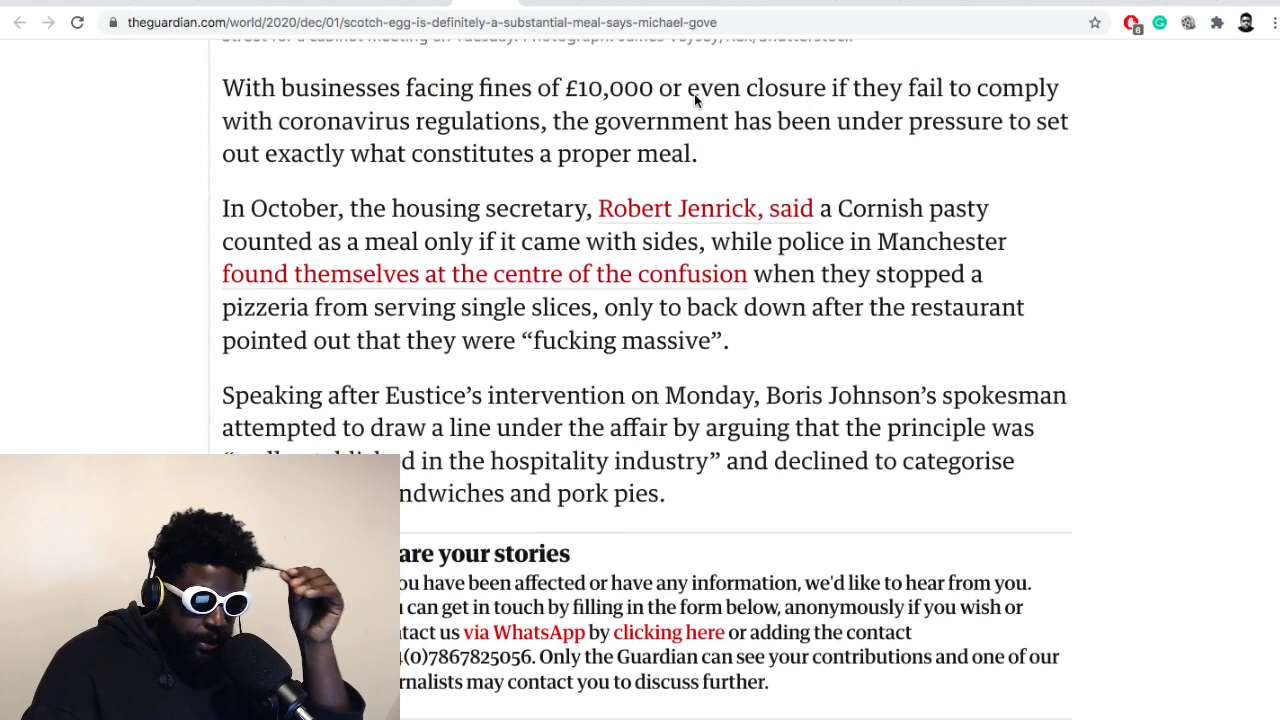 theguardian.com/world/2020/dec/01/scotch-egg-is-definitely-a-substantial-meal-says-michael-gove
6
Street for a cabinet meeting on Tuesday. Photograph: James Veysey/Rex/Shutterstock
With businesses facing fines of £10,000 or even closure if they fail to comply
with coronavirus regulations, the government has been under pressure to set
out exactly what constitutes a proper meal.
In October, the housing secretary, Robert Jenrick, said a Cornish pasty
counted as a meal only if it came with sides, while police in Manchester
found themselves at the centre of the confusion when they stopped a
pizzeria from serving single slices, only to back down after the restaurant
pointed out that they were “fucking massive”.
Speaking after Eustice’s intervention on Monday, Boris Johnson’s spokesman
attempted to draw a line under the affair by arguing that the principle was
in the hospitality industry” and declined to categorise
and pork pies.
your stories
have been affected or have any information, we'd like to hear from you.
can get in touch by filling in the form below, anonymously if you wish or
us via WhatsApp by clicking here or adding the contact
(0)7867825056. Only the Guardian can see your contributions and one of our
may contact you to discuss further.